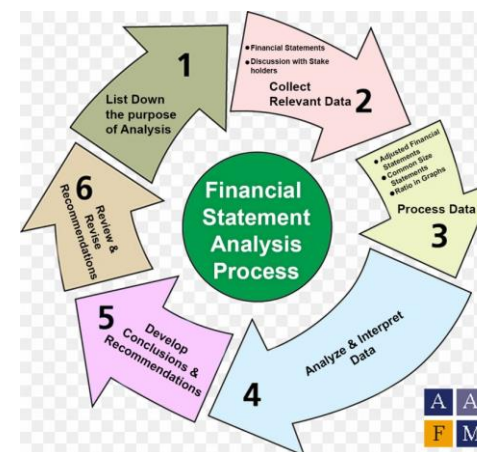 1
List Down
the purpose
of Analysis
Financial Statements
Discussion with Stake
holders
Collect
Relevant Data
2
Adjusted Financial
Statements
Common Size
Statements
Ratio in Graphs
Process Data
3
Analyze & Interpret
Data
4
5
Develop
Conclusions &
Recommendations
6
Review &
Revise
Recommendations
Financial
Statement
Analysis
Process
A A
F M